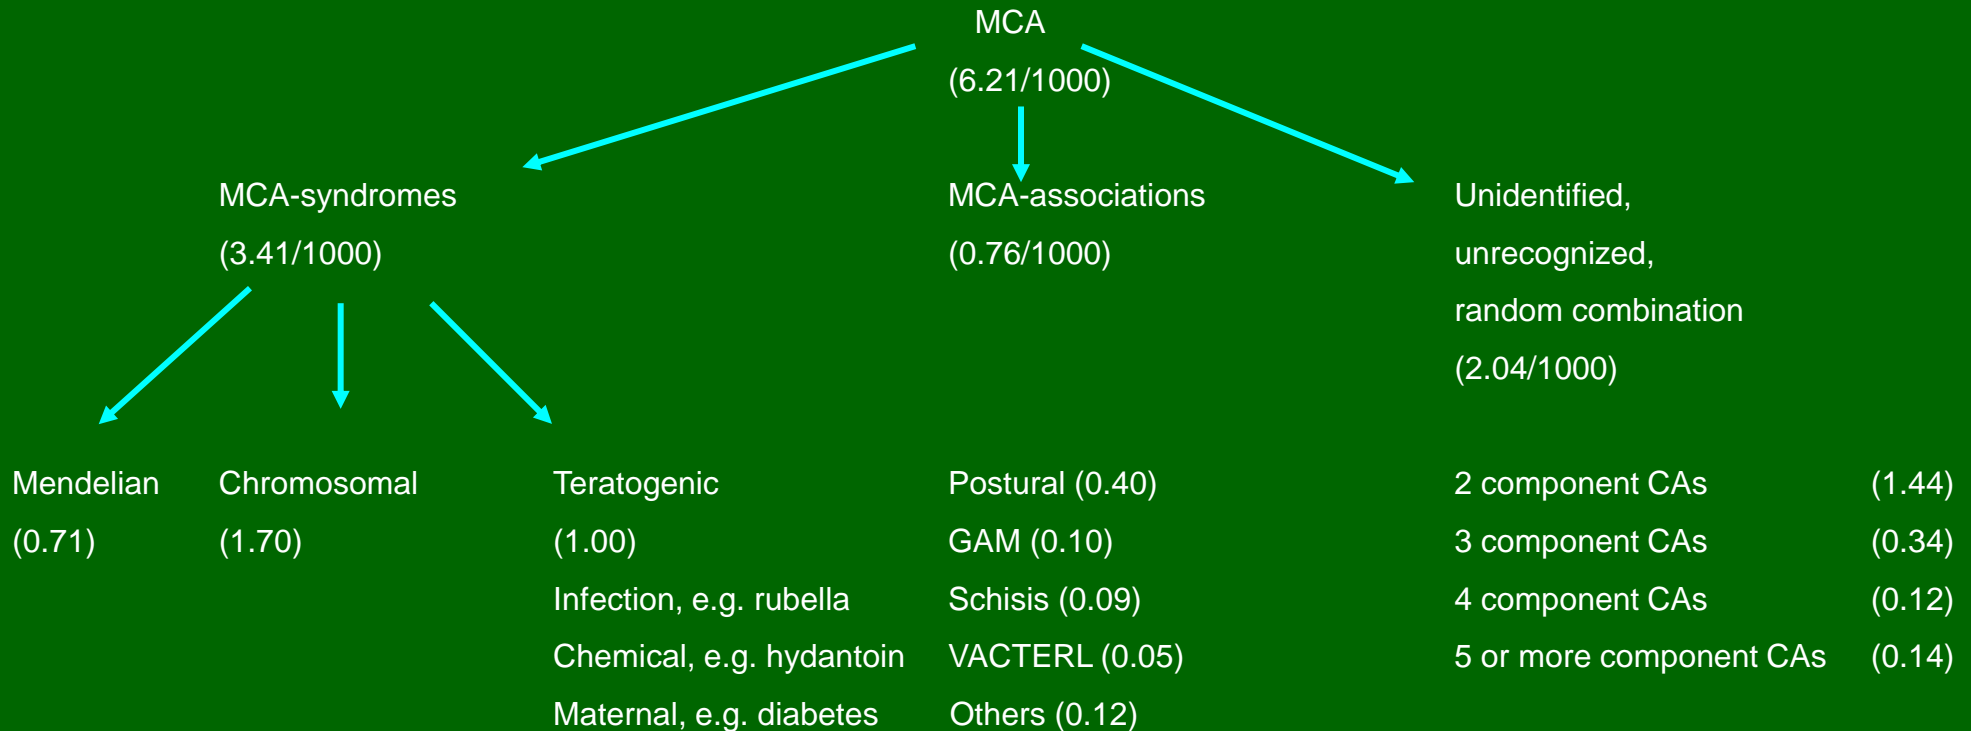 MCA
(6.21/1000)
MCA-syndromes
(3.41/1000)
MCA-associations
(0.76/1000)
Unidentified,
unrecognized,
random combination
(2.04/1000)
Mendelian
(0.71)
Chromosomal
(1.70)
Teratogenic
(1.00)
Infection, e.g. rubella
Chemical, e.g. hydantoin
Maternal, e.g. diabetes
Postural (0.40)
GAM (0.10)
Schisis (0.09)
VACTERL (0.05)
Others (0.12)
2 component CAs (1.44)
3 component CAs (0.34)
4 component CAs (0.12)
5 or more component CAs (0.14)